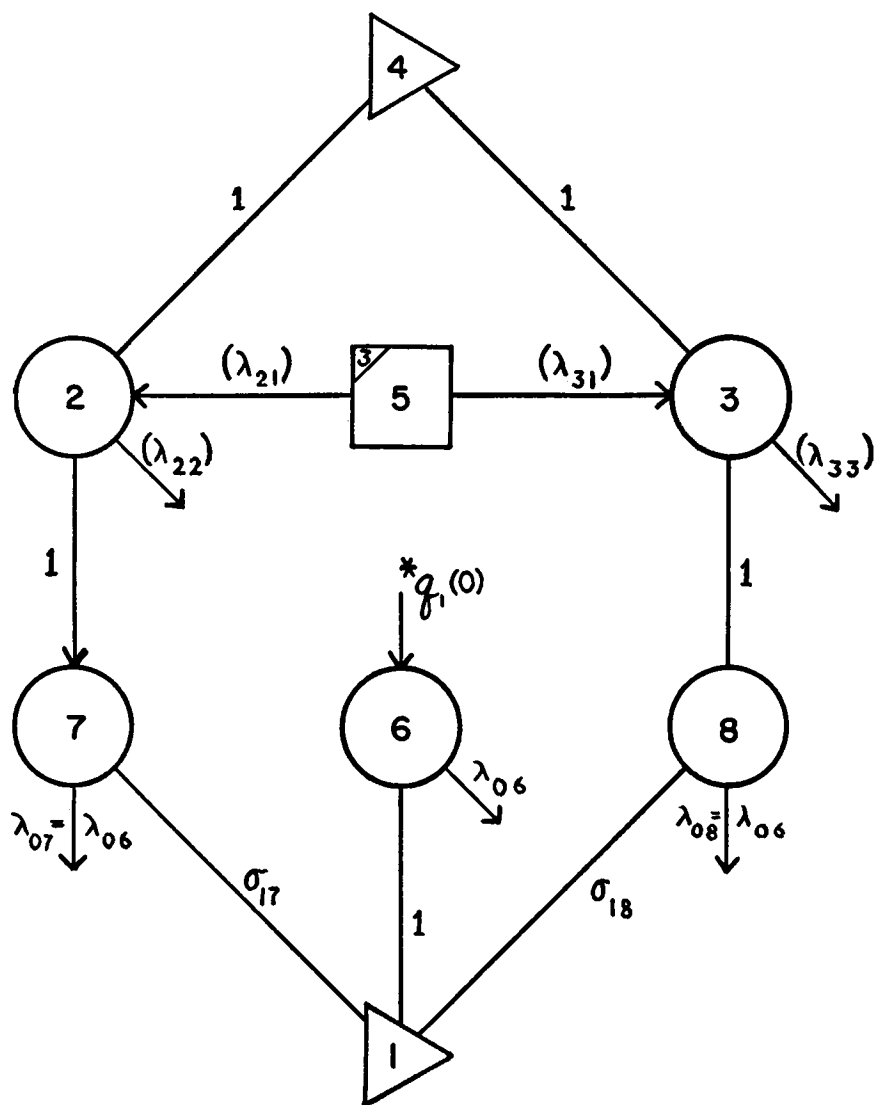 4
1 1
3
2 (λ₂₁) 5 (λ₃₁) 3
(λ₂₂) (λ₃₃)
1 1
*q₁(0)
7 6 8
λ₀₆
λ₀₇= λ₀₆ λ₀₈= λ₀₆
σ₁₇ 1 σ₁₈
1